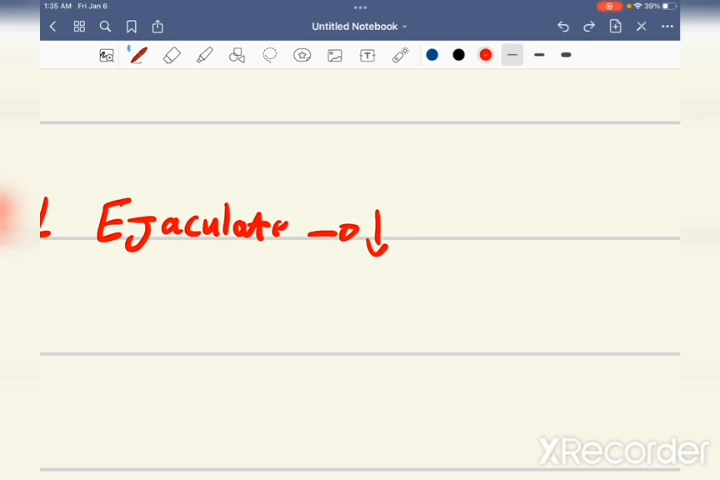 1:35 AM Fri Jan 6
39%
Untitled Notebook
Ejaculate → ↓
XRecorder